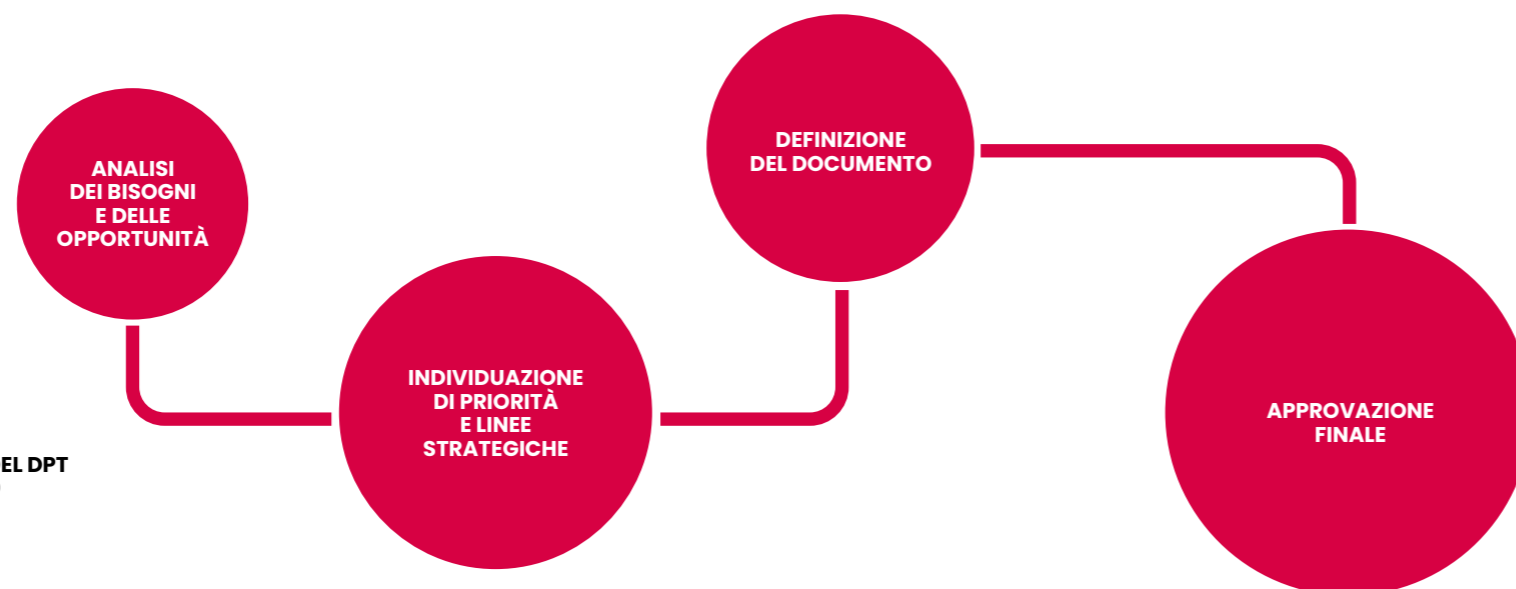 ANALISI
DEI BISOGNI
E DELLE
OPPORTUNITÀ
INDIVIDUAZIONE
DI PRIORITÀ
E LINEE
STRATEGICHE
DEFINIZIONE
DEL DOCUMENTO
APPROVAZIONE
FINALE
EL DPT